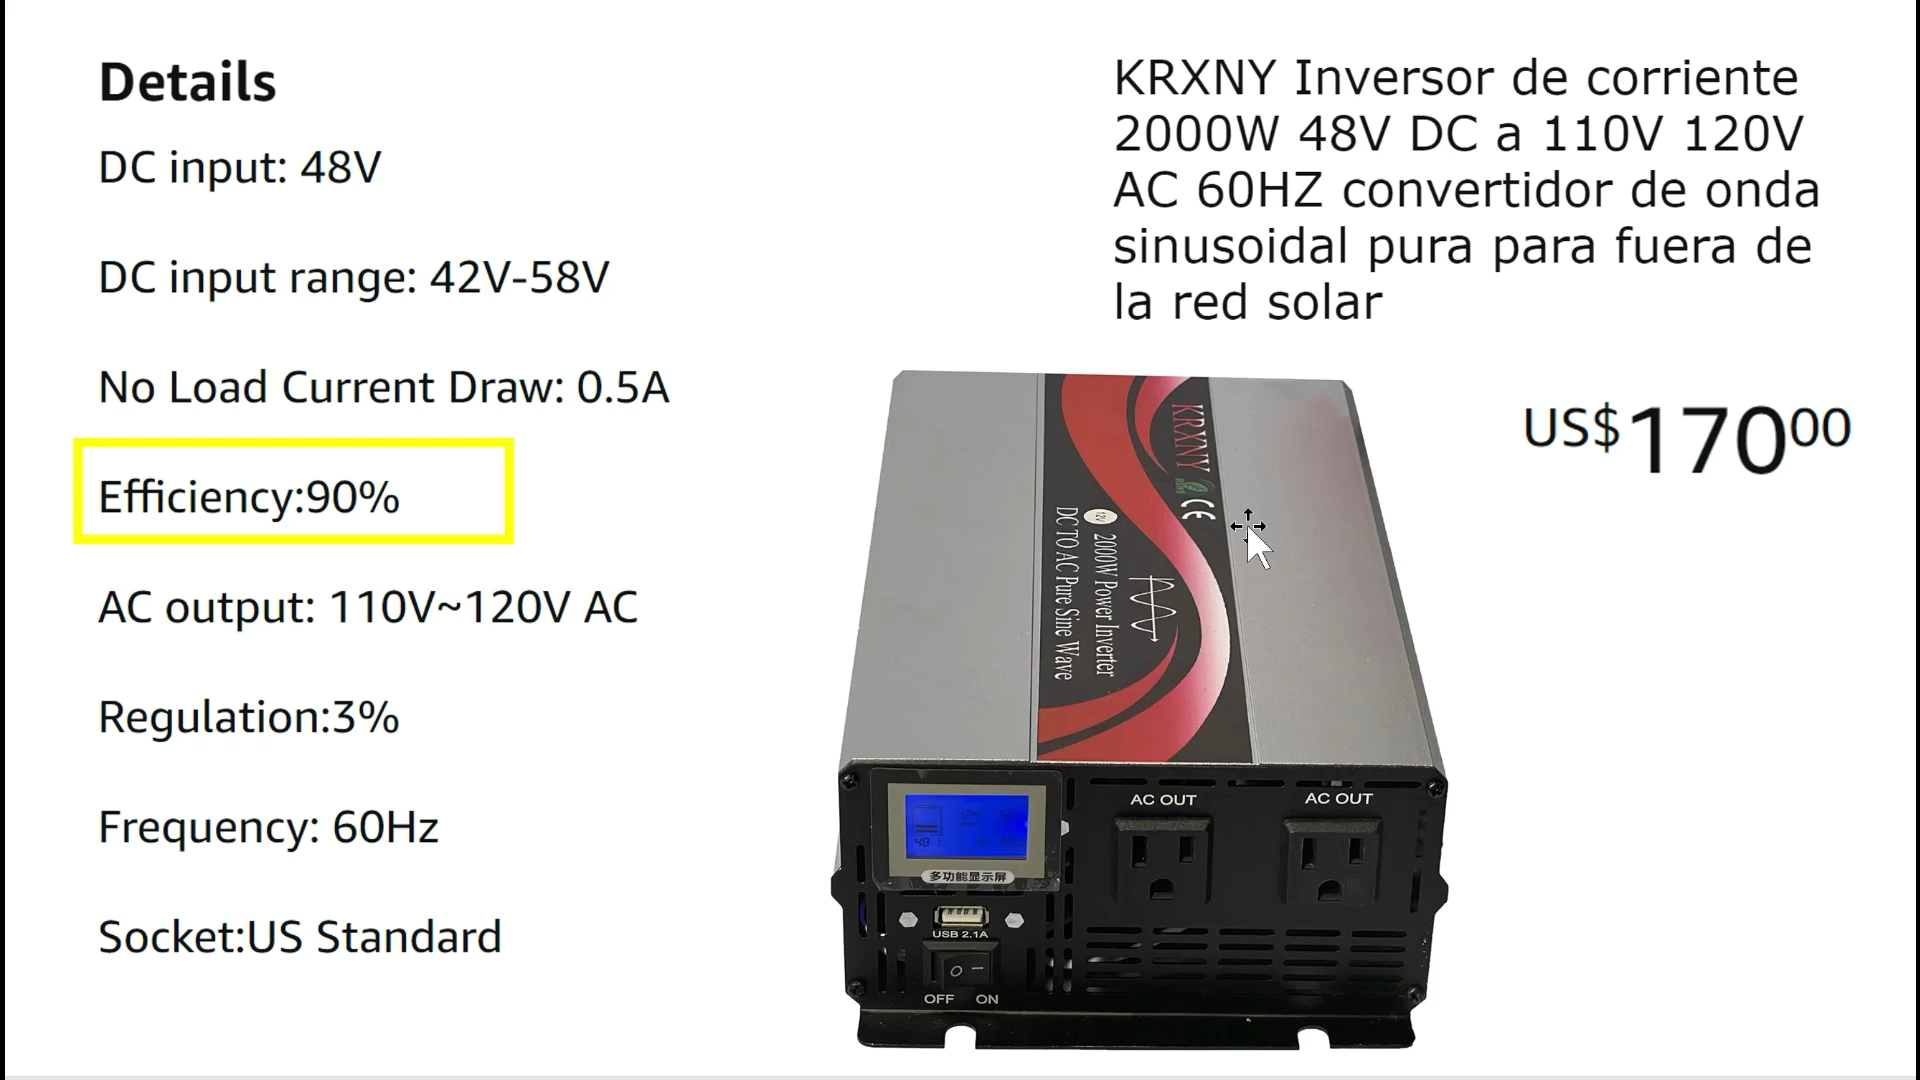 Details
DC input: 48V
DC input range: 42V-58V
No Load Current Draw: 0.5A
Efficiency:90%
AC output: 110V~120V AC
Regulation:3%
Frequency: 60Hz
Socket:US Standard
KRXNY Inversor de corriente
2000W 48V DC a 110V 120V
AC 60HZ convertidor de onda
sinusoidal pura para fuera de
la red solar
US$17000
KRXNY
CE
12V
2000W Power Inverter
DC TO AC Pure Sine Wave
多功能显示屏
USB 2.1A
OFF ON
AC OUT
AC OUT